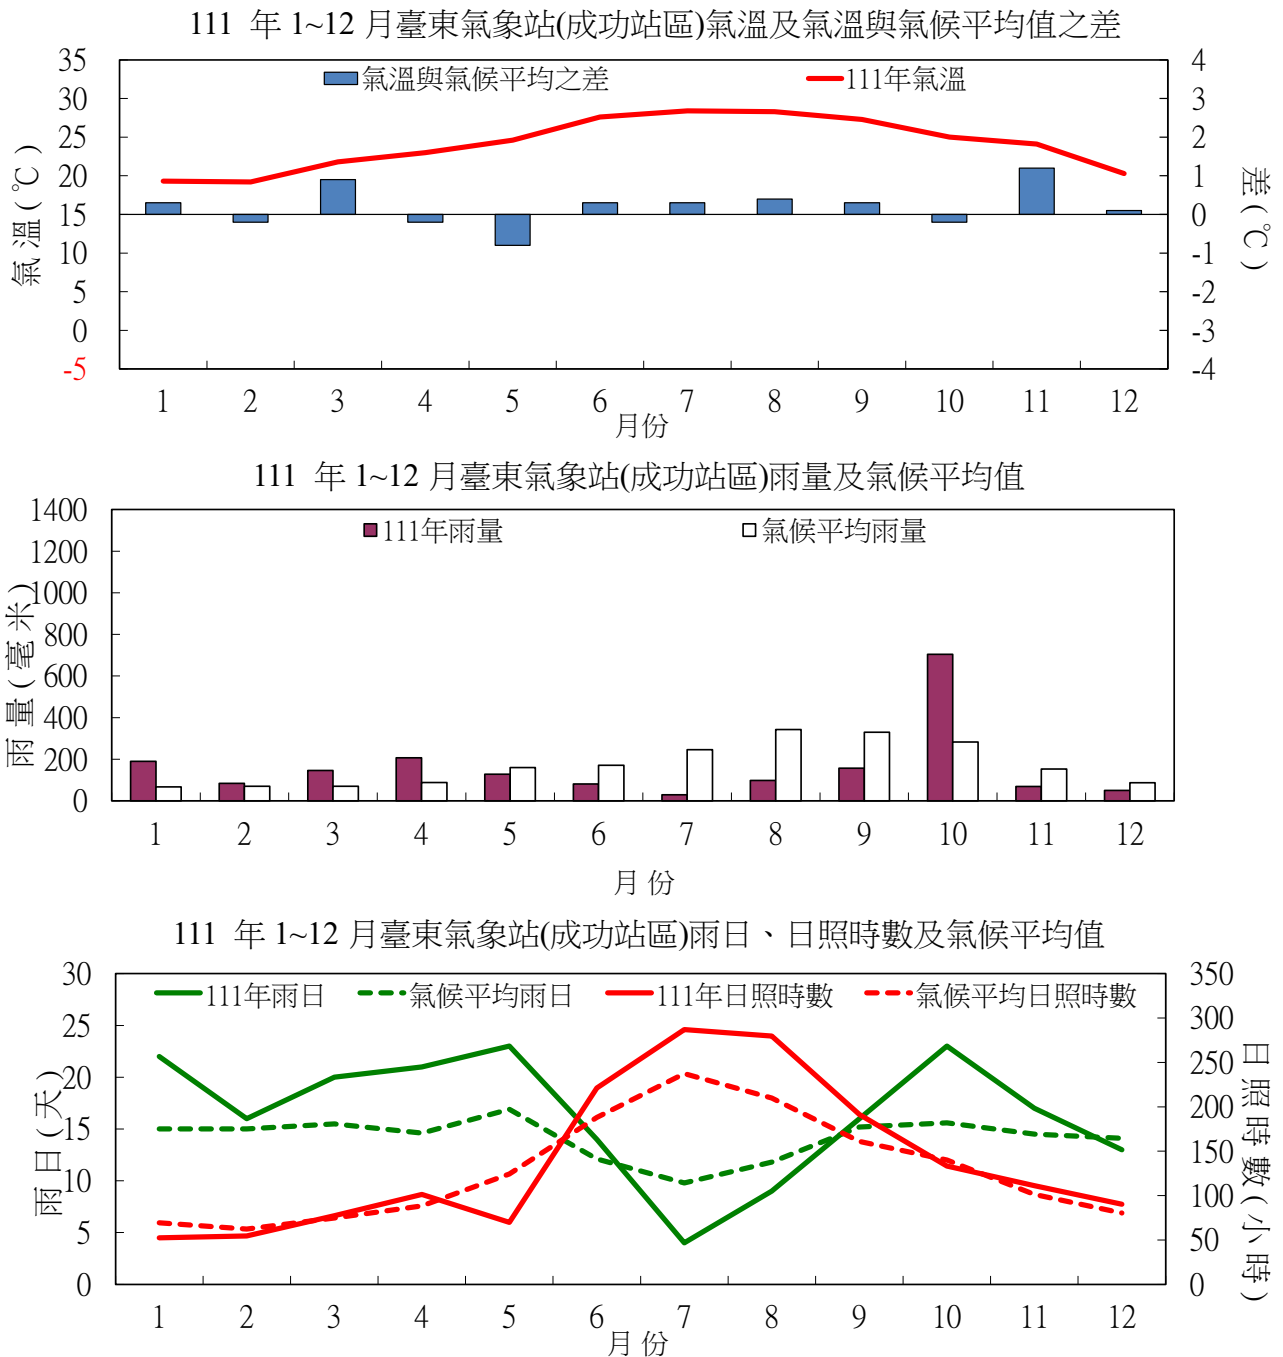 111 年 1~12 月臺東氣象站(成功站區)氣溫及氣溫與氣候平均值之差
氣溫與氣候平均之差 111年氣溫
35
30
25
20
15
10
5
0
-5
氣溫(℃)
4
3
2
1
0
-1
-2
-3
-4
差(℃)
1 2 3 4 5 6 7 8 9 10 11 12
月份
111 年 1~12 月臺東氣象站(成功站區)雨量及氣候平均值
111年雨量 氣候平均雨量
1400
1200
1000
800
600
400
200
0
雨量(毫米)
1 2 3 4 5 6 7 8 9 10 11 12
月份
111 年 1~12 月臺東氣象站(成功站區)雨日、日照時數及氣候平均值
111年雨日 氣候平均雨日 111年日照時數 氣候平均日照時數
30
25
20
15
10
5
0
雨日(天)
350
300
250
200
150
100
50
0
日照時數(小時)
1 2 3 4 5 6 7 8 9 10 11 12
月份